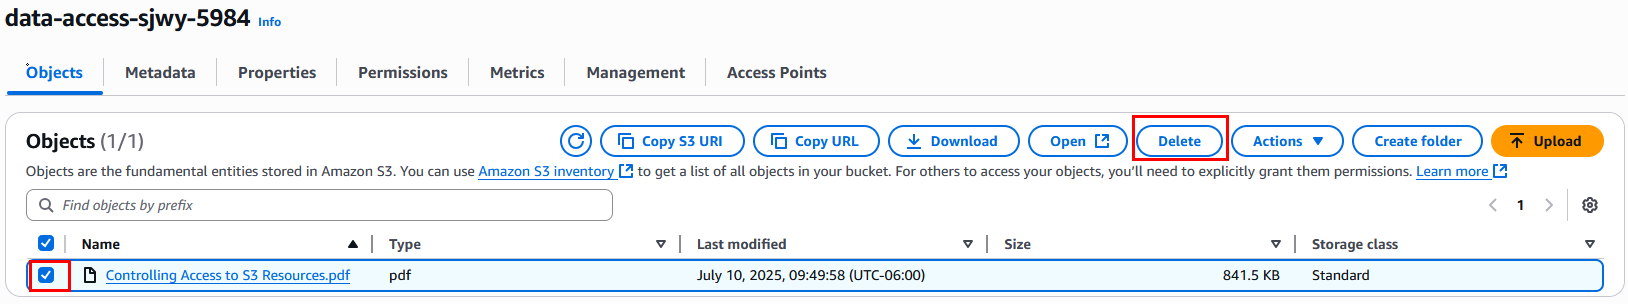 data-access-sjwy-5984 Info
Objects Metadata Properties Permissions Metrics Management Access Points
Objects (1/1) Copy S3 URI Copy URL Download Open Delete Actions Create folder Upload
Objects are the fundamental entities stored in Amazon S3. You can use Amazon S3 inventory to get a list of all objects in your bucket. For others to access your objects, you'll need to explicitly grant them permissions. Learn more
Find objects by prefix 1
Name Type Last modified Size Storage class
Controlling Access to S3 Resources.pdf pdf July 10, 2025, 09:49:58 (UTC-06:00) 841.5 KB Standard